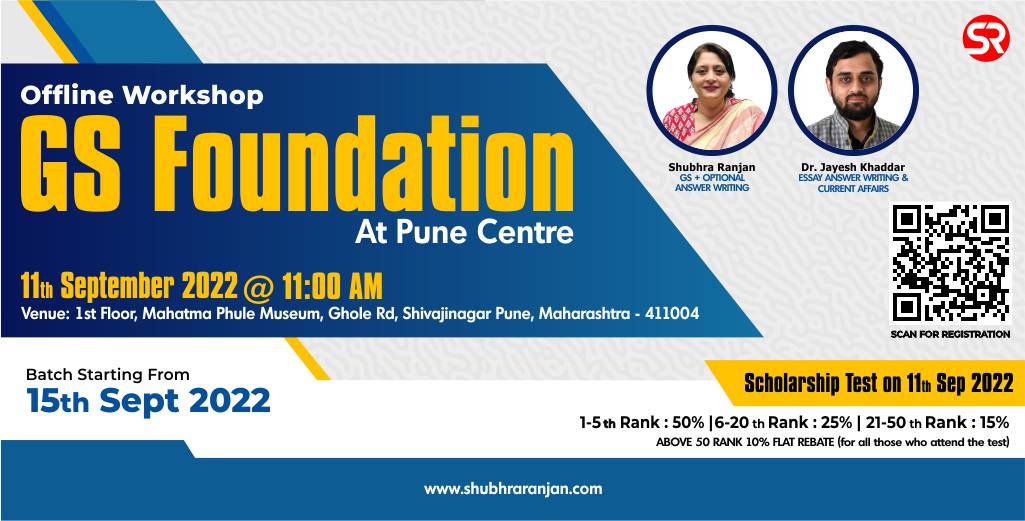 SR
Offline Workshop
GS Foundation
At Pune Centre
11th September 2022 @ 11:00 AM
Venue: 1st Floor, Mahatma Phule Museum, Ghole Rd, Shivajinagar Pune, Maharashtra - 411004
Shubhra Ranjan
GS + OPTIONAL
ANSWER WRITING
Dr. Jayesh Khaddar
ESSAY ANSWER WRITING &
CURRENT AFFAIRS
SCAN FOR REGISTRATION
Batch Starting From
15th Sept 2022
Scholarship Test on 11th Sep 2022
1-5th Rank : 50% |6-20 th Rank : 25% | 21-50 th Rank : 15%
ABOVE 50 RANK 10% FLAT REBATE (for all those who attend the test)
www.shubhraranjan.com